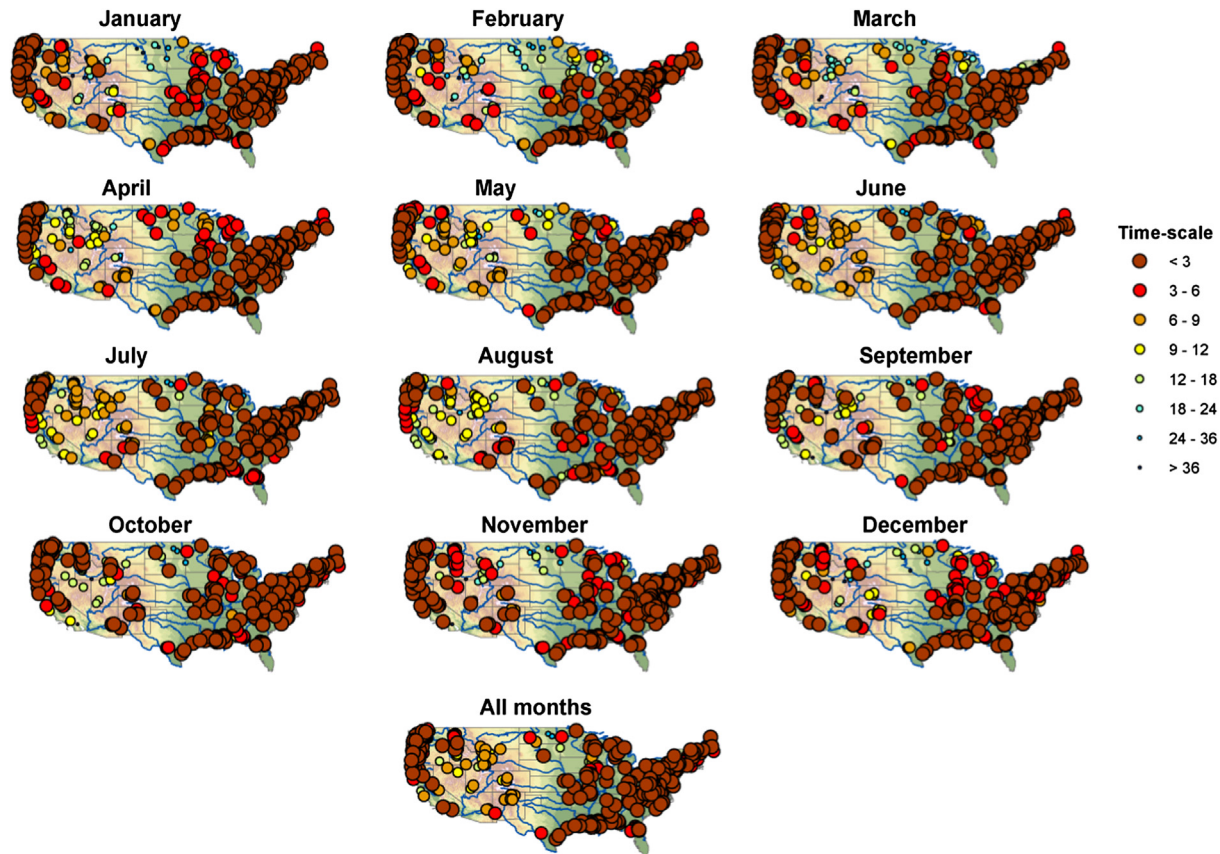 January
February
March
April
May
June
July
August
September
October
November
December
All months
Time-scale
< 3
3 - 6
6 - 9
9 - 12
12 - 18
18 - 24
24 - 36
> 36